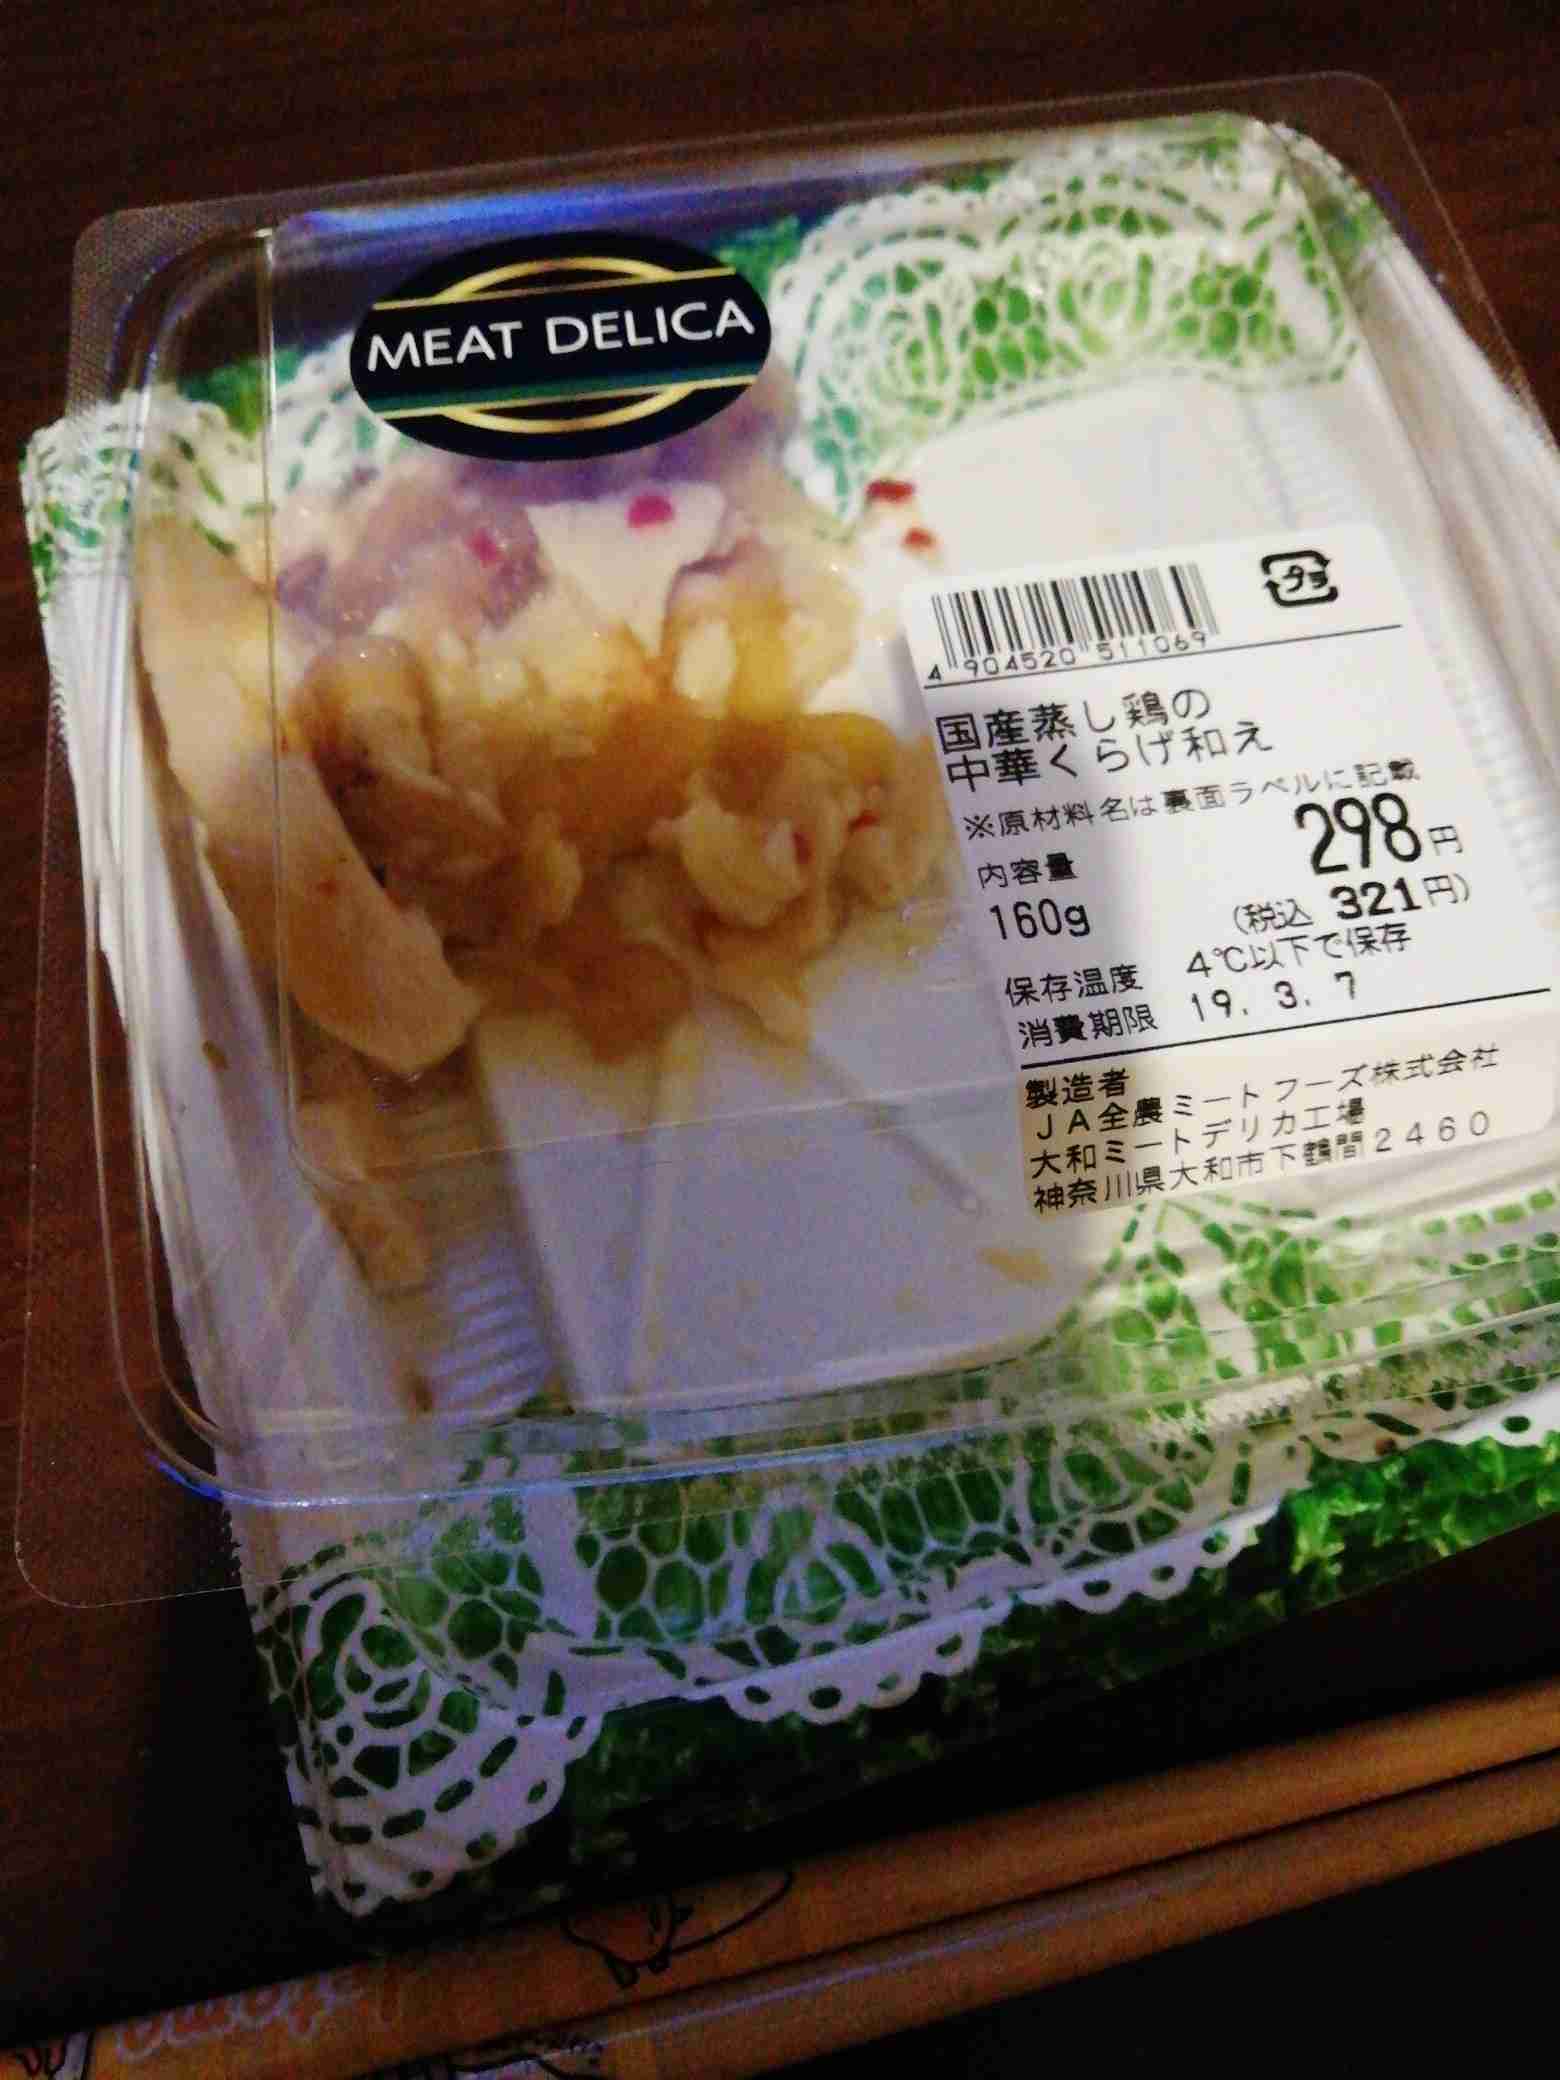 MEAT DELICA
プラ
4 904520 511069
国産蒸し鶏の
中華くらげ和え
※原材料名は裏面ラベルに記載
298円
内容量
160g
(税込 321円)
保存温度 4℃以下で保存
消費期限 19. 3. 7
製造者
JA全農ミートフーズ株式会社
大和ミートデリカ工場
神奈川県大和市下鶴間2460